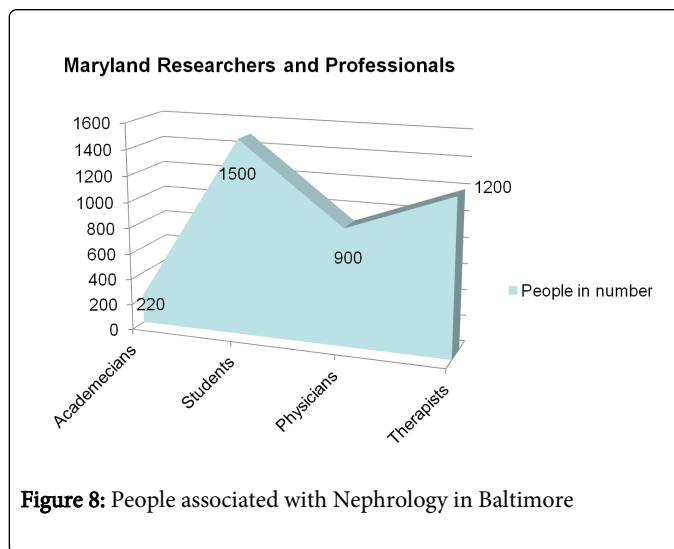 Maryland Researchers and Professionals
1600
1400
1200
1000
800
600
400
200
0
220
1500
900
1200
Academecians
Students
Physicians
Therapists
People in number
Figure 8: People associated with Nephrology in Baltimore